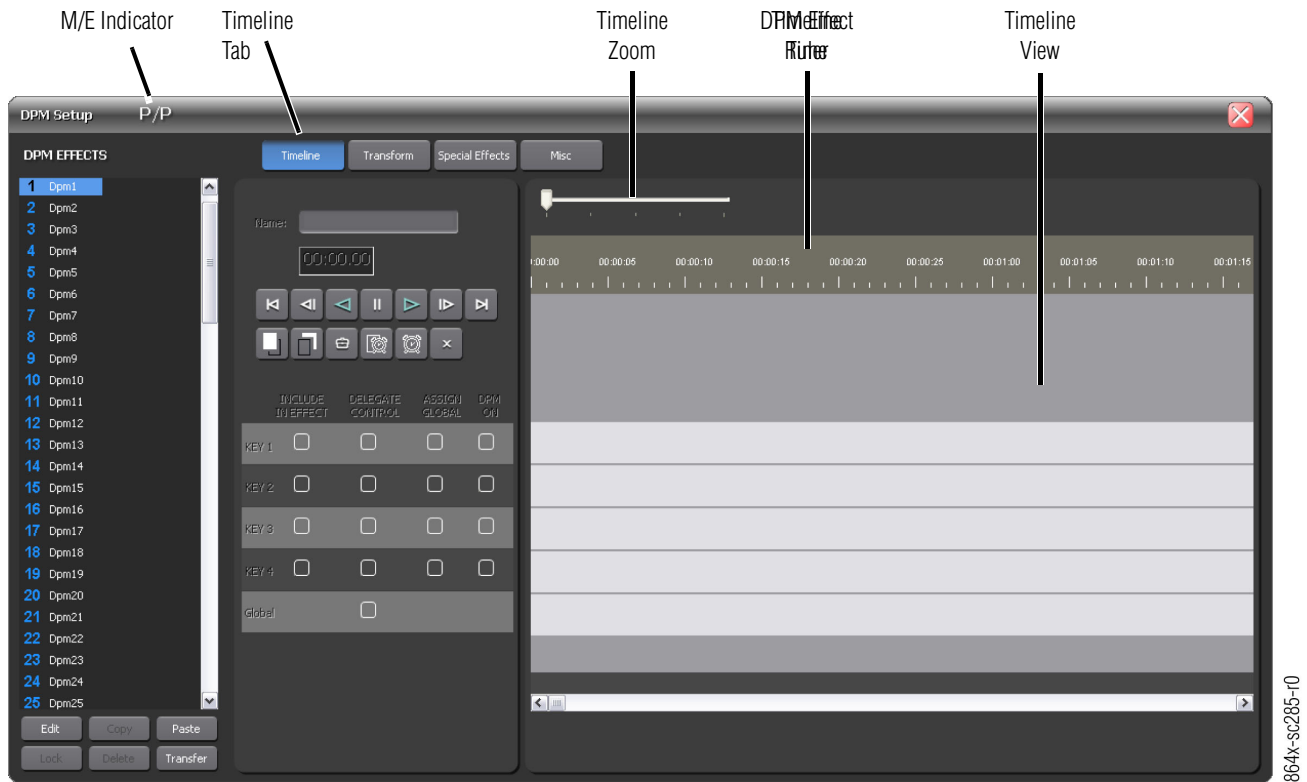 M/E Indicator
Timeline
Tab
Timeline
Zoom
Timeline
Ruler
Timeline
View
DPM Setup P/P
DPM EFFECTS
Timeline Transform Special Effects Misc
1 Dpm1
2 Dpm2
3 Dpm3
4 Dpm4
5 Dpm5
6 Dpm6
7 Dpm7
8 Dpm8
9 Dpm9
10 Dpm10
11 Dpm11
12 Dpm12
13 Dpm13
14 Dpm14
15 Dpm15
16 Dpm16
17 Dpm17
18 Dpm18
19 Dpm19
20 Dpm20
21 Dpm21
22 Dpm22
23 Dpm23
24 Dpm24
25 Dpm25
Edit Copy Paste
Lock Delete Transfer
Name:
00:00.00
INCLUDE
IN EFFECT
DELEGATE
CONTROL
ASSIGN
GLOBAL
DPM
ON
KEY 1
KEY 2
KEY 3
KEY 4
Global
:00:00 00:00:05 00:00:10 00:00:15 00:00:20 00:00:25 00:01:00 00:01:05 00:01:10 00:01:15
864x-sc285-r0